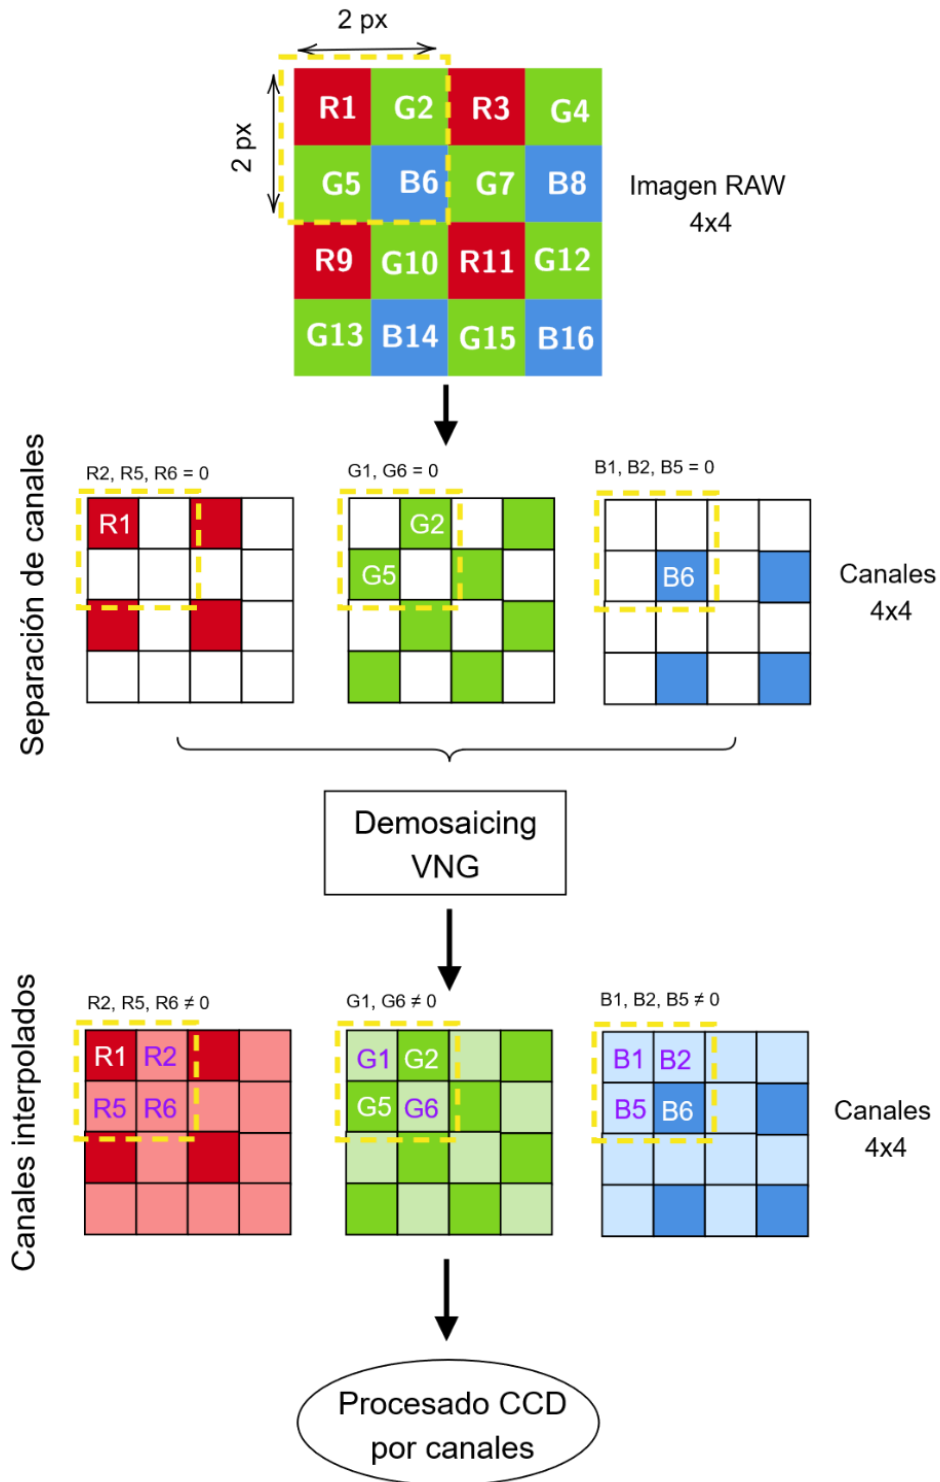 2 px
2 px
R1 G2 R3 G4
G5 B6 G7 B8
R9 G10 R11 G12
G13 B14 G15 B16
Imagen RAW
4x4
Separación de canales
R2, R5, R6 = 0
G1, G6 = 0
B1, B2, B5 = 0
R1
G2
G5
B6
Canales
4x4
Demosaicing
VNG
Canales interpolados
R2, R5, R6 ≠ 0
G1, G6 ≠ 0
B1, B2, B5 ≠ 0
R1 R2
R5 R6
G1 G2
G5 G6
B1 B2
B5 B6
Canales
4x4
Procesado CCD
por canales